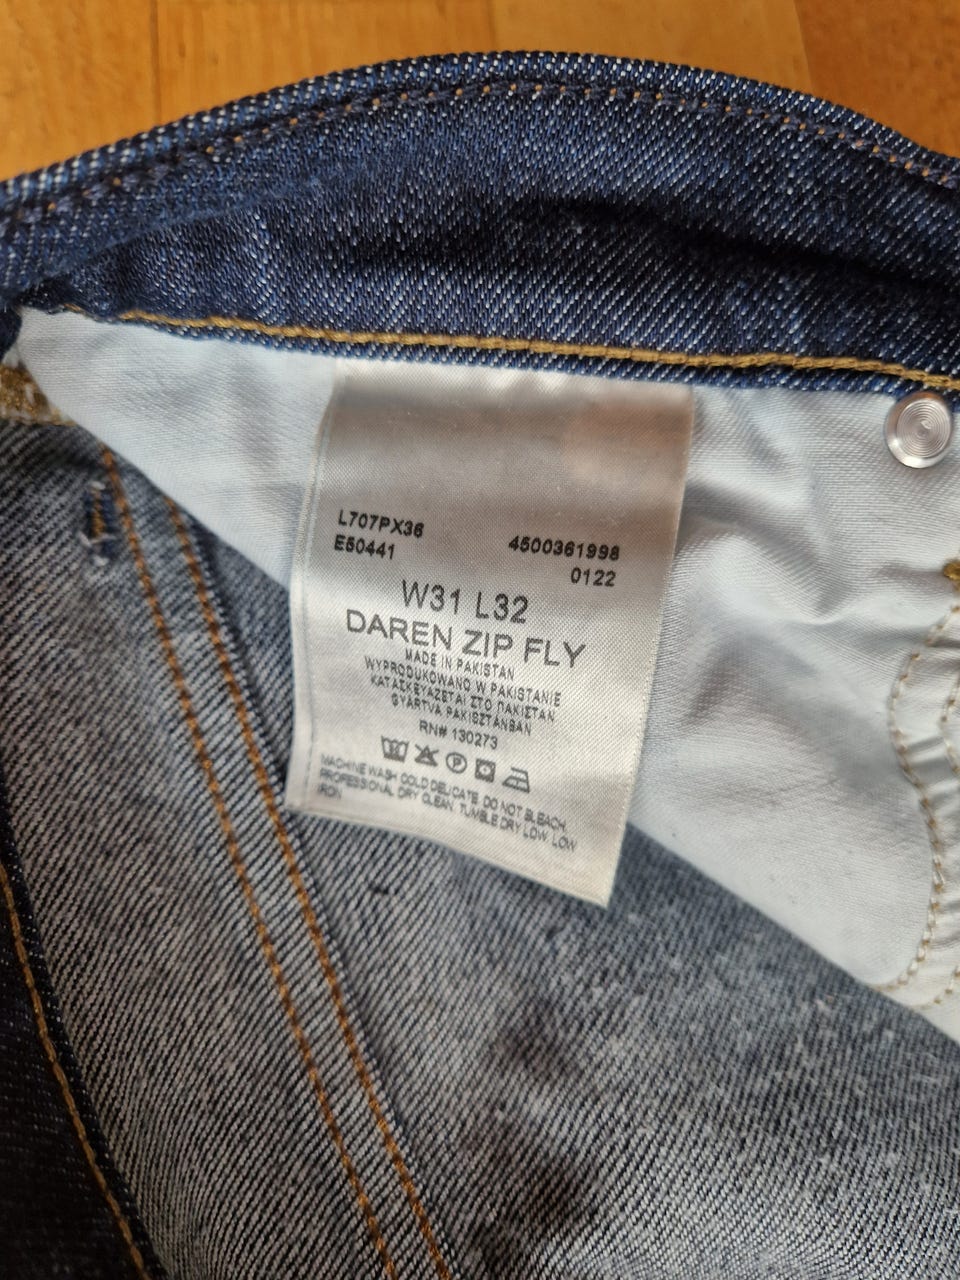 L707PX36
E50441
4500361998
0122
W31 L32
DAREN ZIP FLY
MADE IN PAKISTAN
WYPRODUKOWANO W PAKISTANIE
ΚΑΤΑΣΚΕΥΑΖΕΤΑΙ ΣΤΟ ΠΑΚΙΣΤΑΝ
GYÁRTVA PAKISZTÁNBAN
RN# 130273
MACHINE WASH COLD DELICATE. DO NOT BLEACH.
PROFESSIONAL DRY CLEAN. TUMBLE DRY LOW. LOW
IRON